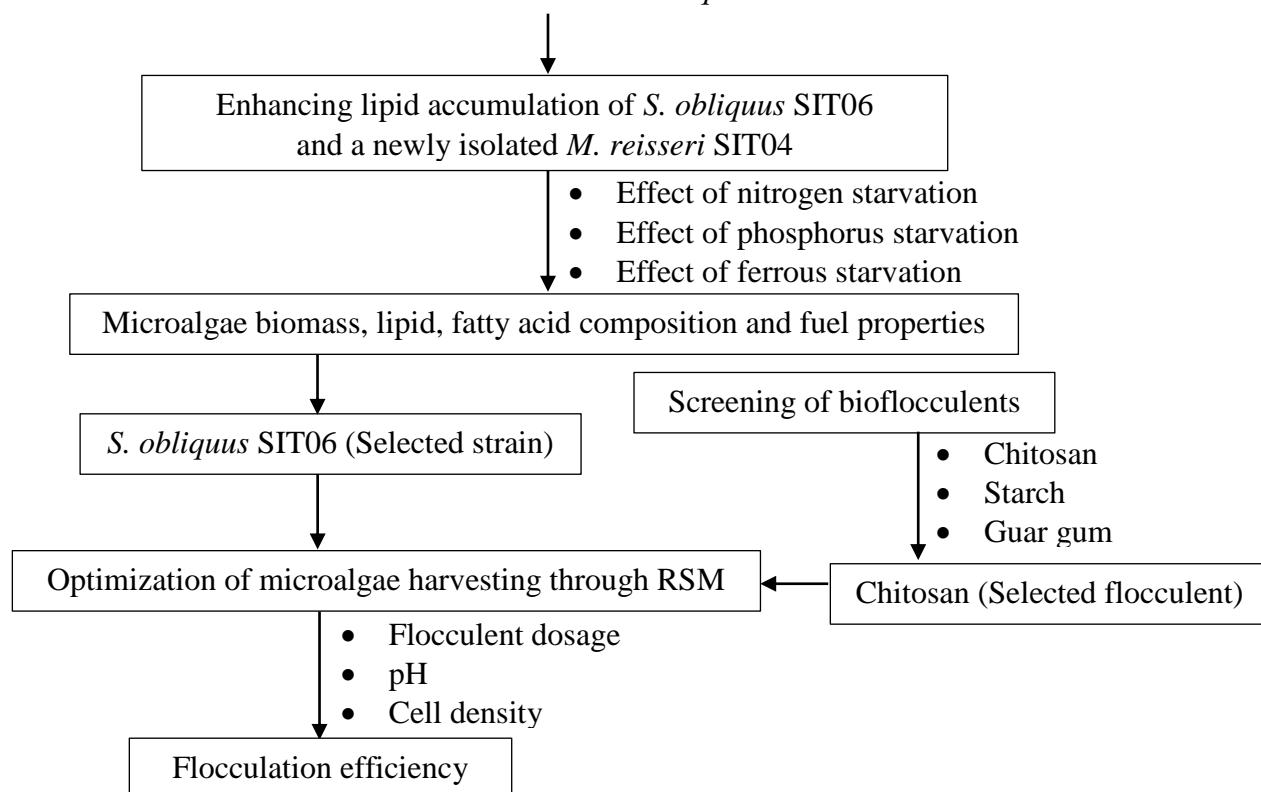 Enhancing lipid accumulation of S. obliquus SIT06
and a newly isolated M. reisseri SIT04
• Effect of nitrogen starvation
• Effect of phosphorus starvation
• Effect of ferrous starvation
Microalgae biomass, lipid, fatty acid composition and fuel properties
Screening of bioflocculents
S. obliquus SIT06 (Selected strain)
• Chitosan
• Starch
• Guar gum
Optimization of microalgae harvesting through RSM
Chitosan (Selected flocculent)
• Flocculent dosage
• pH
• Cell density
Flocculation efficiency